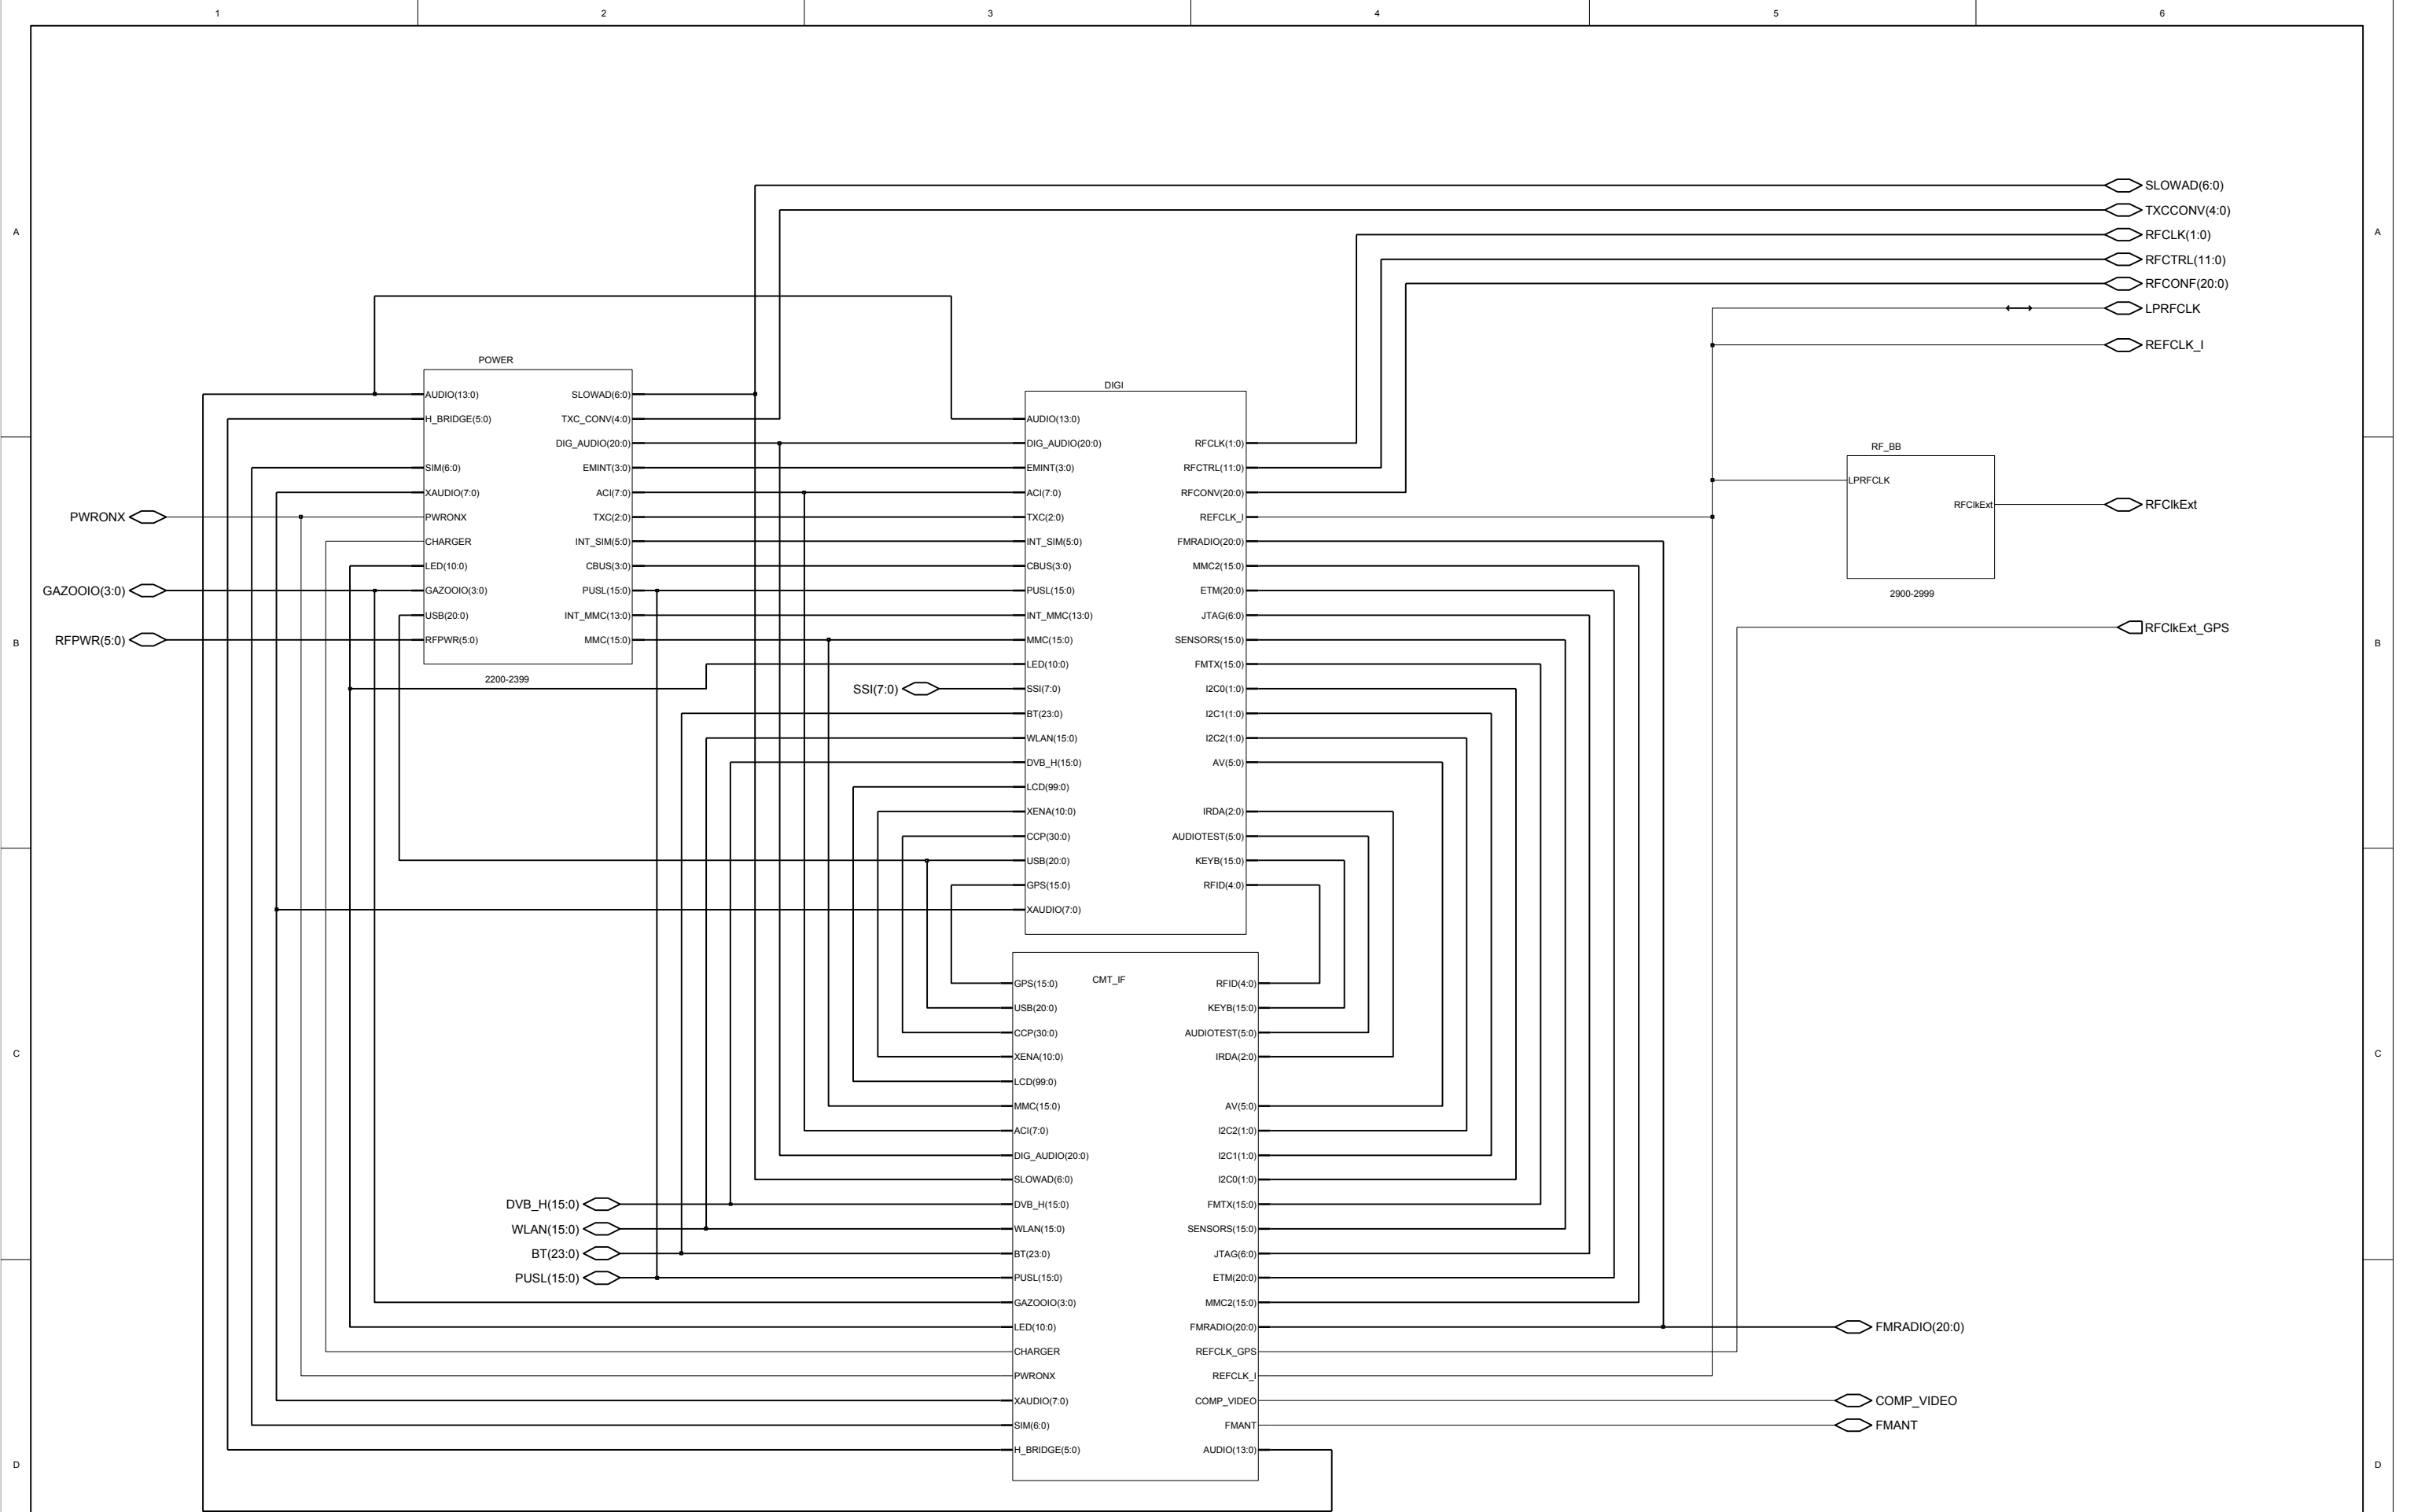 1 2 3 4 5 6
SLOWAD(6:0)
TXCCONV(4:0)
A A
RFCLK(1:0)
RFCTRL(11:0)
RFCONF(20:0)
LPRFCLK
REFCLK_I
POWER
AUDIO(13:0) SLOWAD(6:0)
H_BRIDGE(5:0) TXC_CONV(4:0)
DIG_AUDIO(20:0)
SIM(6:0) EMINT(3:0)
XAUDIO(7:0) ACI(7:0)
PWRONX
PWRONX TXC(2:0)
CHARGER INT_SIM(5:0)
LED(10:0) CBUS(3:0)
GAZOOIO(3:0)
GAZOOIO(3:0) PUSL(15:0)
USB(20:0) INT_MMC(13:0)
RFPWR(5:0)
RFPWR(5:0) MMC(15:0)
2200-2399
DIGI
AUDIO(13:0)
DIG_AUDIO(20:0) RFCLK(1:0)
EMINT(3:0) RFCTRL(11:0)
ACI(7:0) RFCONV(20:0)
TXC(2:0) REFCLK_I
INT_SIM(5:0) FMRADIO(20:0)
CBUS(3:0) MMC2(15:0)
PUSL(15:0) ETM(20:0)
INT_MMC(13:0) JTAG(6:0)
MMC(15:0) SENSORS(15:0)
LED(10:0) FMTX(15:0)
SSI(7:0)
SSI(7:0) I2C0(1:0)
BT(23:0) I2C1(1:0)
WLAN(15:0) I2C2(1:0)
DVB_H(15:0) AV(5:0)
LCD(99:0)
XENA(10:0) IRDA(2:0)
CCP(30:0) AUDIOTEST(5:0)
USB(20:0) KEYB(15:0)
GPS(15:0) RFID(4:0)
XAUDIO(7:0)
RF_BB
LPRFCLK
RFClkExt
RFClkExt
2900-2999
RFClkExt_GPS
B B
CMT_IF
GPS(15:0) RFID(4:0)
USB(20:0) KEYB(15:0)
CCP(30:0) AUDIOTEST(5:0)
XENA(10:0) IRDA(2:0)
C C
LCD(99:0)
MMC(15:0) AV(5:0)
ACI(7:0) I2C2(1:0)
DIG_AUDIO(20:0) I2C1(1:0)
SLOWAD(6:0) I2C0(1:0)
DVB_H(15:0)
DVB_H(15:0) FMTX(15:0)
WLAN(15:0)
WLAN(15:0) SENSORS(15:0)
BT(23:0)
BT(23:0) JTAG(6:0)
PUSL(15:0)
PUSL(15:0) ETM(20:0)
GAZOOIO(3:0) MMC2(15:0)
LED(10:0) FMRADIO(20:0)
FMRADIO(20:0)
CHARGER REFCLK_GPS
PWRONX REFCLK_I
XAUDIO(7:0) COMP_VIDEO
COMP_VIDEO
SIM(6:0) FMANT
FMANT
H_BRIDGE(5:0) AUDIO(13:0)
D D